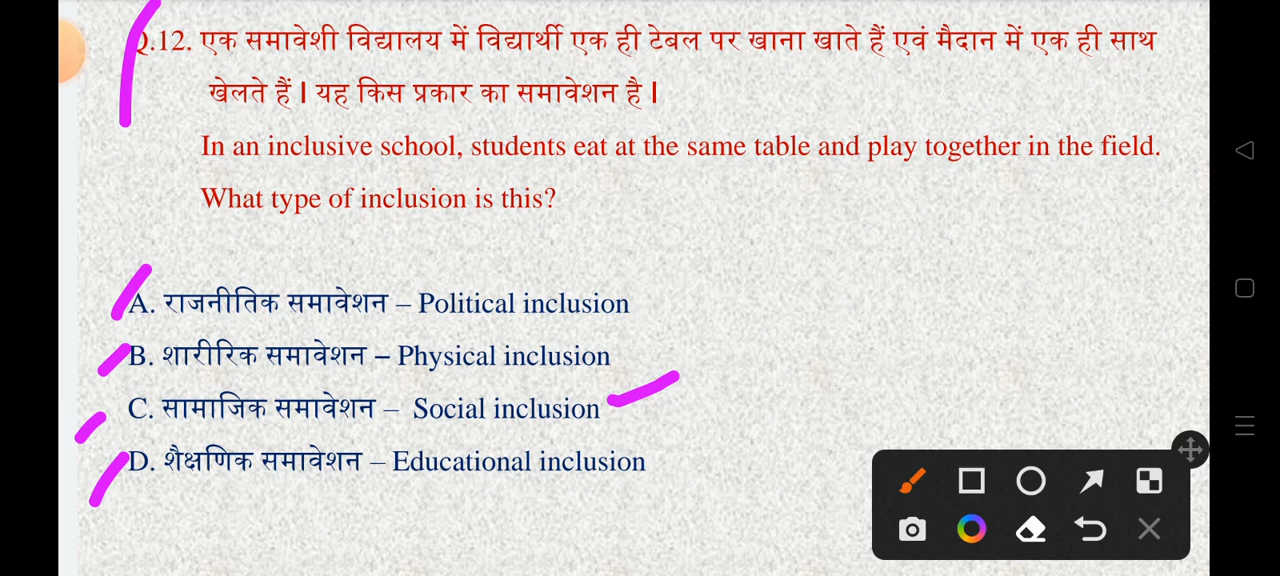 Q.12. एक समावेशी विद्यालय में विद्यार्थी एक ही टेबल पर खाना खाते हैं एवं मैदान में एक ही साथ
खेलते हैं l यह किस प्रकार का समावेशन है l
In an inclusive school, students eat at the same table and play together in the field.
What type of inclusion is this?
A. राजनीतिक समावेशन – Political inclusion
B. शारीरिक समावेशन – Physical inclusion
C. सामाजिक समावेशन – Social inclusion
D. शैक्षणिक समावेशन – Educational inclusion